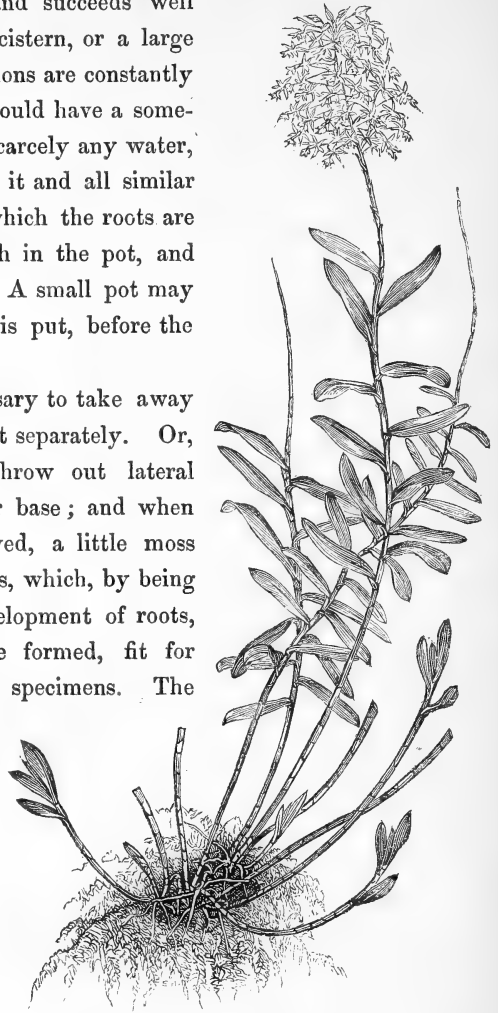 and succeeds well
cistern, or a large
ons are constantly
ould have a some-
carcely any water,
it and all similar
which the roots are
h in the pot, and
A small pot may
is put, before the
sary to take away
t separately. Or,
hrow out lateral
base; and when
ved, a little moss
s, which, by being
elopment of roots,
e formed, fit for
specimens. The